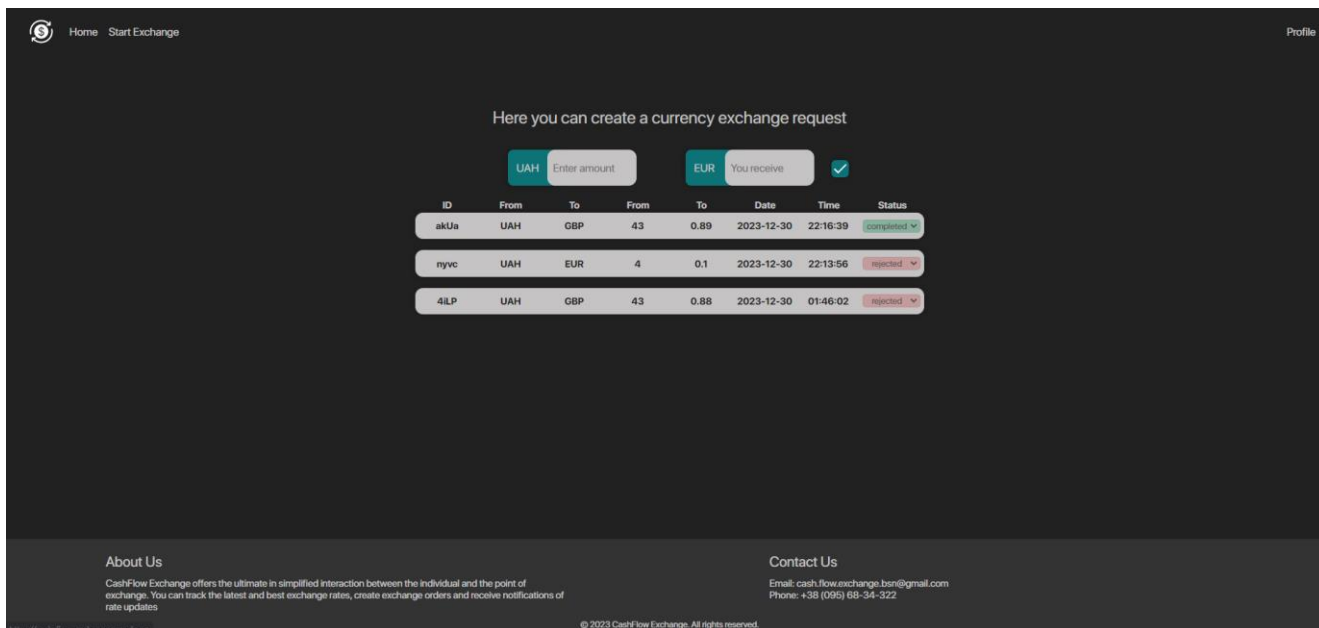 Home Start Exchange Profile
Here you can create a currency exchange request
UAH Enter amount EUR You receive
ID From To From To Date Time Status
akUa UAH GBP 43 0.89 2023-12-30 22:16:39 completed
nyvc UAH EUR 4 0.1 2023-12-30 22:13:56 rejected
4iLP UAH GBP 43 0.88 2023-12-30 01:46:02 rejected
About Us
CashFlow Exchange offers the ultimate in simplified interaction between the individual and the point of
exchange. You can track the latest and best exchange rates, create exchange orders and receive notifications of
rate updates
Contact Us
Email: cash.flow.exchange.bsn@gmail.com
Phone: +38 (095) 68-34-322
© 2023 CashFlow Exchange. All rights reserved.